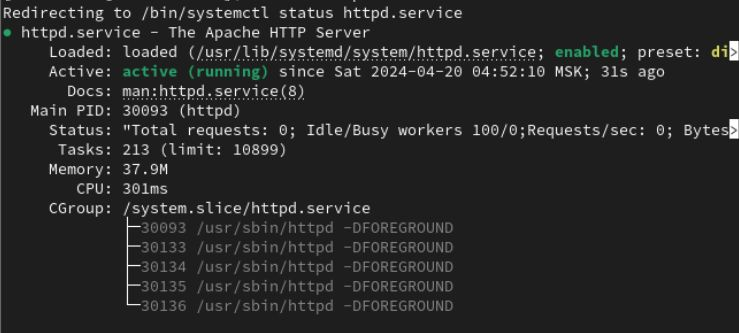 Redirecting to /bin/systemctl status httpd.service
● httpd.service - The Apache HTTP Server
Loaded: loaded (/usr/lib/systemd/system/httpd.service; enabled; preset: di>
Active: active (running) since Sat 2024-04-20 04:52:10 MSK; 31s ago
Docs: man:httpd.service(8)
Main PID: 30093 (httpd)
Status: "Total requests: 0; Idle/Busy workers 100/0;Requests/sec: 0; Bytes>
Tasks: 213 (limit: 10899)
Memory: 37.9M
CPU: 301ms
CGroup: /system.slice/httpd.service
├─30093 /usr/sbin/httpd -DFOREGROUND
├─30133 /usr/sbin/httpd -DFOREGROUND
├─30134 /usr/sbin/httpd -DFOREGROUND
├─30135 /usr/sbin/httpd -DFOREGROUND
└─30136 /usr/sbin/httpd -DFOREGROUND